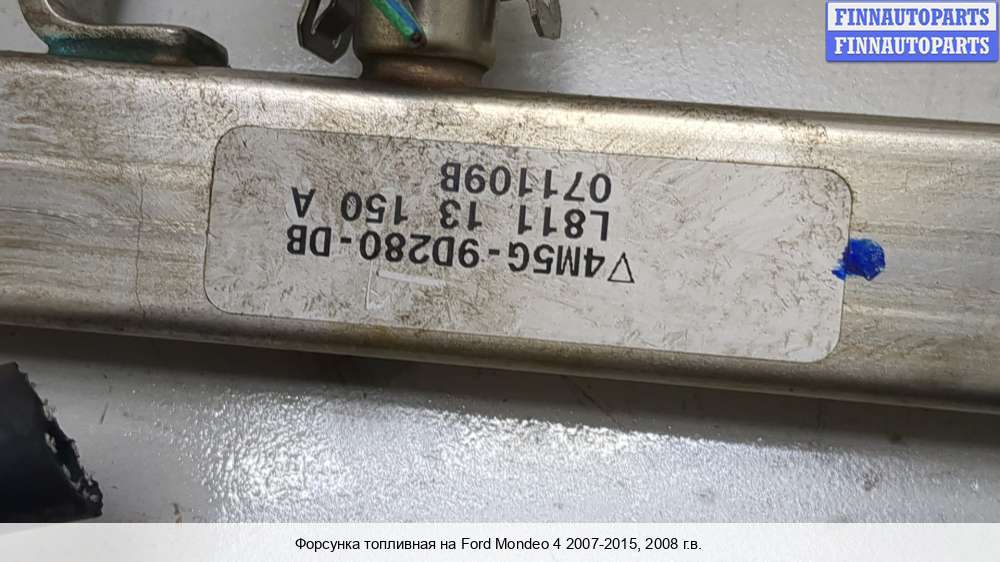 FINNAUTOPARTS
FINNAUTOPARTS
▽4M5G-9D280-DB
L811 13 150 A
071109B
Форсунка топливная на Ford Mondeo 4 2007-2015, 2008 г.в.